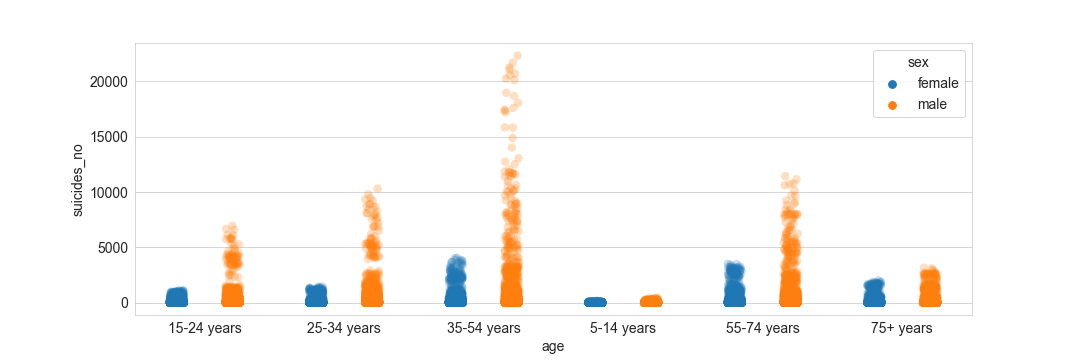 sex
female
male
suicides_no
20000
15000
10000
5000
0
15-24 years
25-34 years
35-54 years
5-14 years
55-74 years
75+ years
age